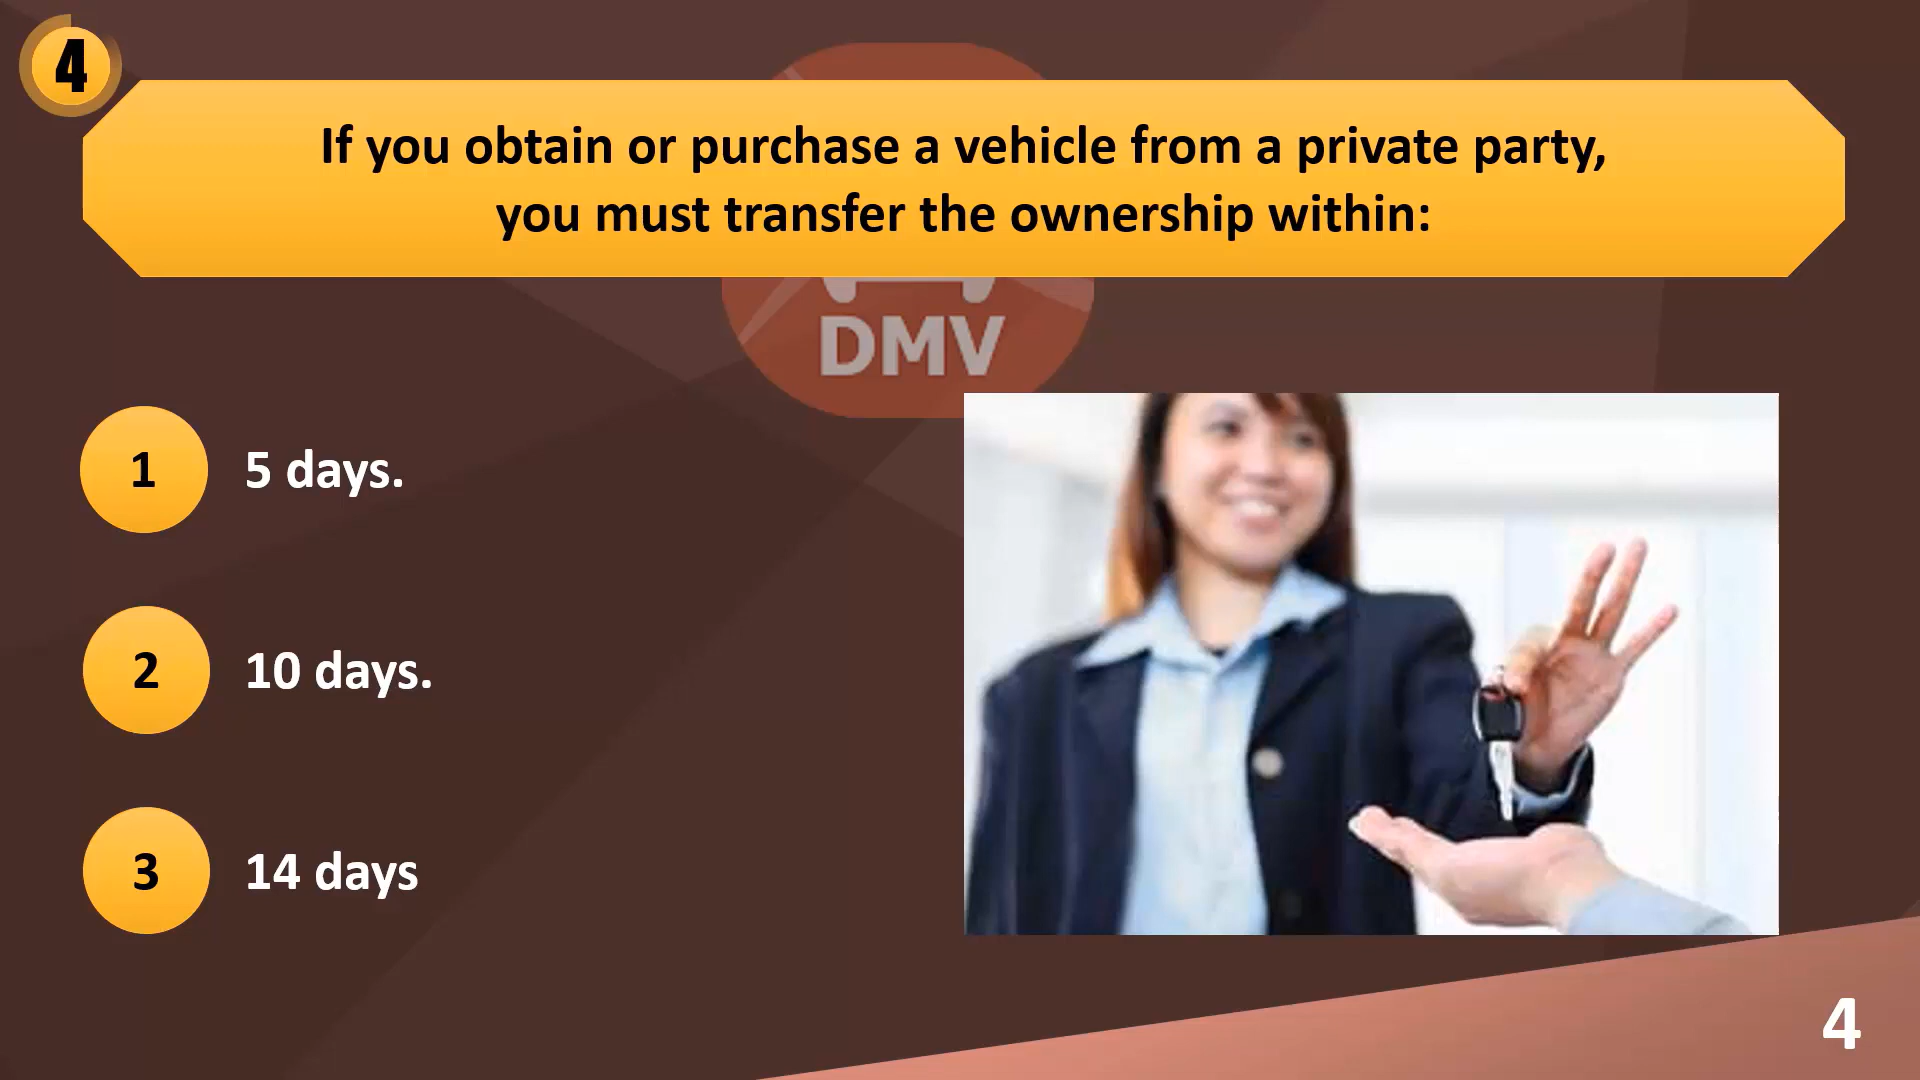 4
If you obtain or purchase a vehicle from a private party,
you must transfer the ownership within:
DMV
1 5 days.
2 10 days.
3 14 days
4